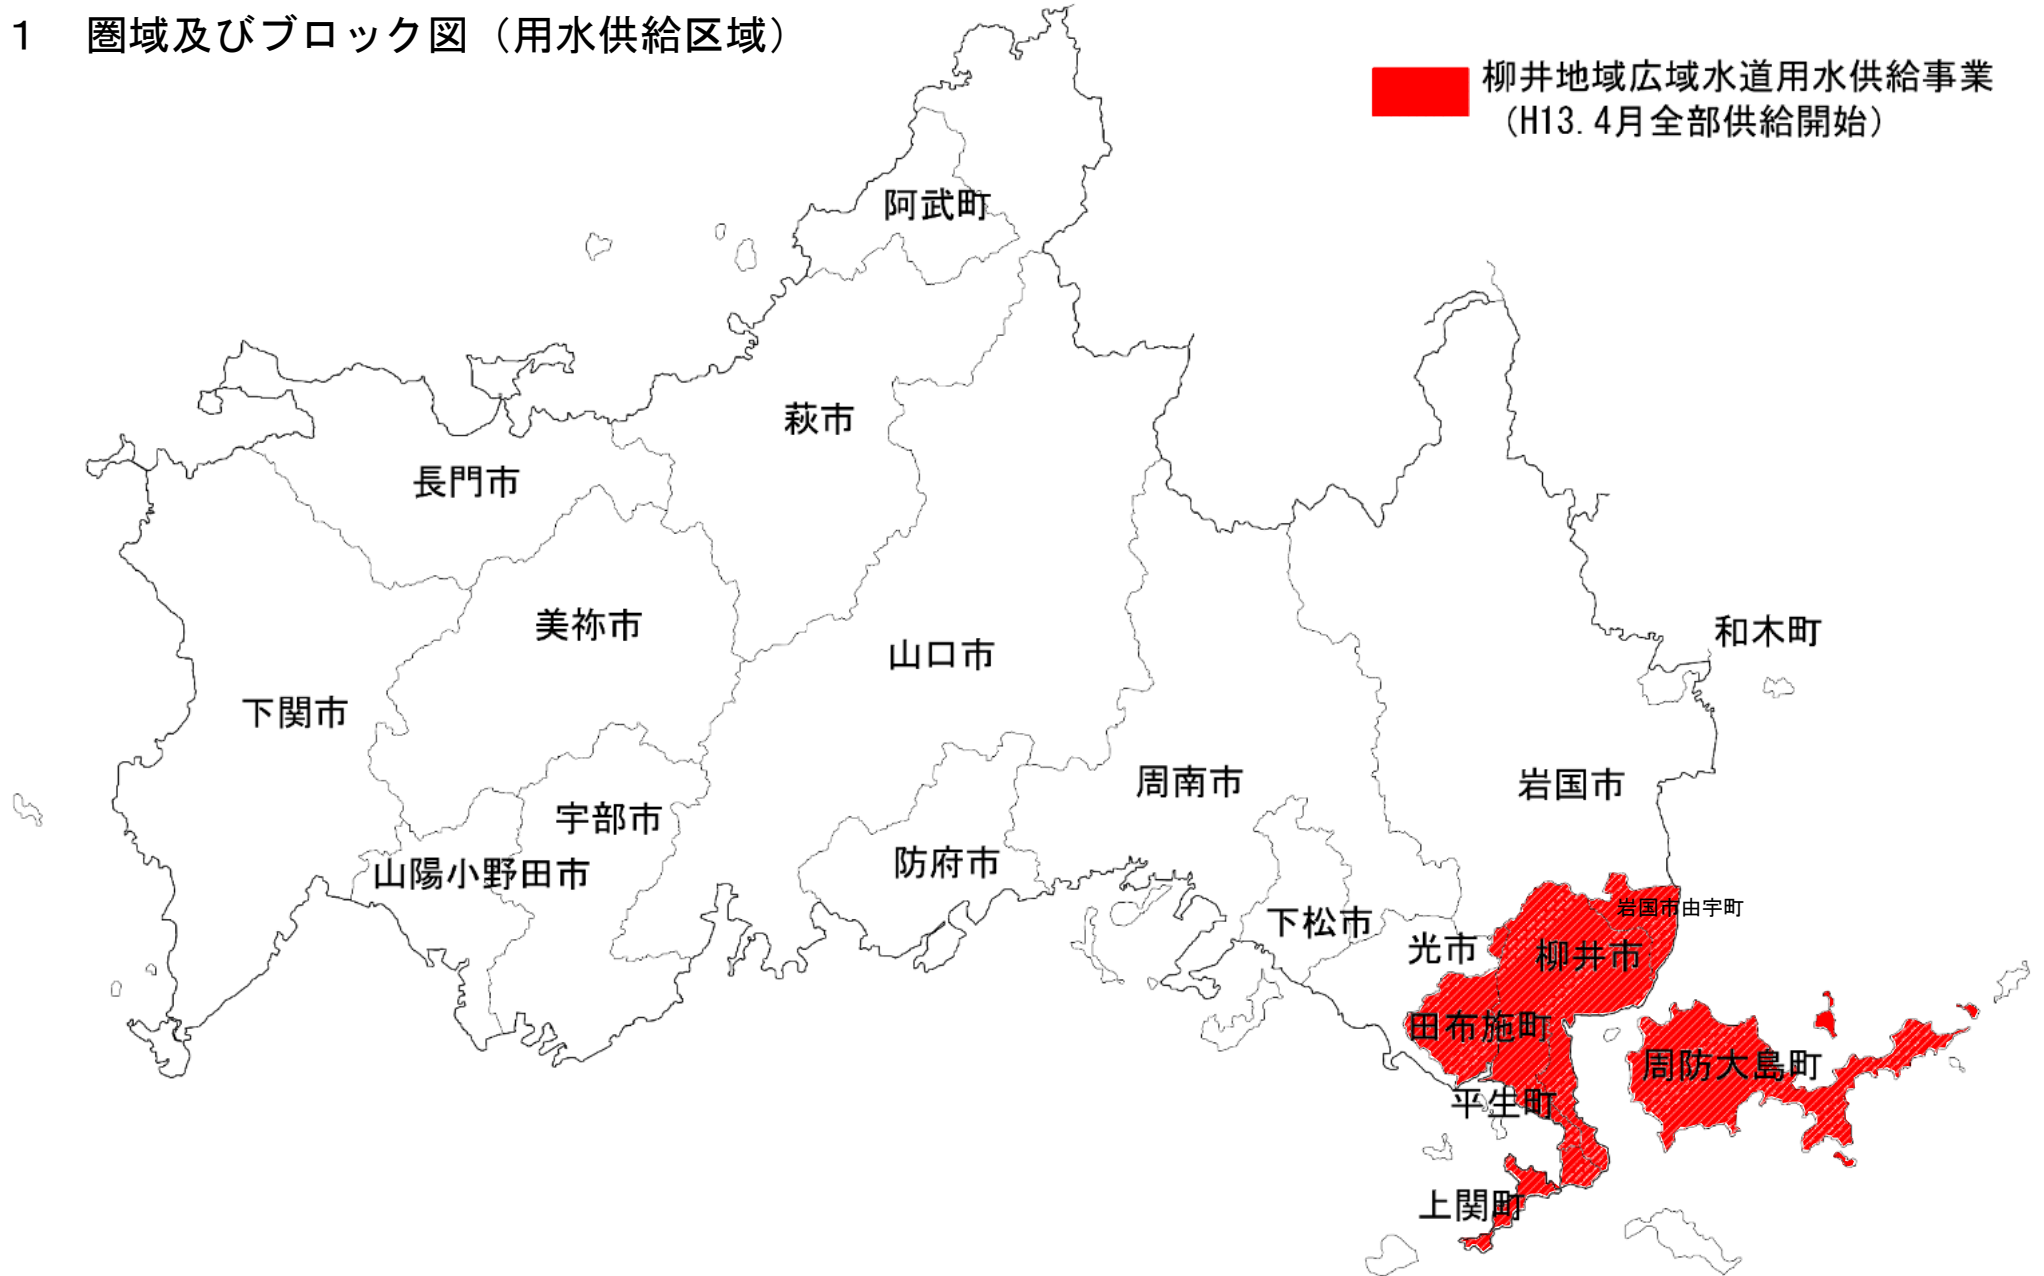 1 圏域及びブロック図（用水供給区域）
柳井地域広域水道用水供給事業
（H13.4月全部供給開始）
阿武町
萩市
長門市
美祢市
和木町
山口市
下関市
周南市
岩国市
宇部市
防府市
山陽小野田市
岩国市由宇町
下松市
光市
柳井市
田布施町
周防大島町
平生町
上関町